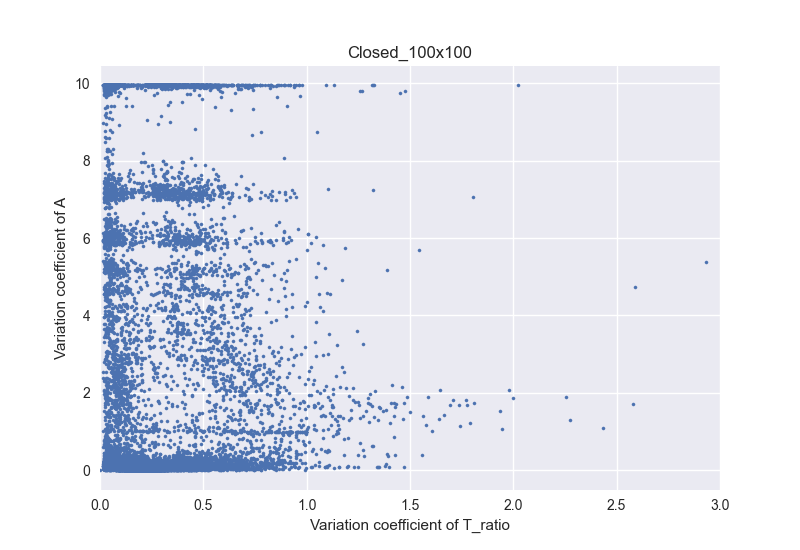 Closed_100x100
Variation coefficient of A
10
8
6
4
2
0
0.0 0.5 1.0 1.5 2.0 2.5 3.0
Variation coefficient of T_ratio